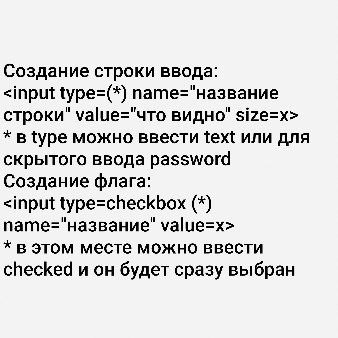 Создание строки ввода:
<input type=(*) name="название
строки" value="что видно" size=x>
* в type можно ввести text или для
скрытого ввода password
Создание флага:
<input type=checkbox (*)
name="название" value=x>
* в этом месте можно ввести
checked и он будет сразу выбран